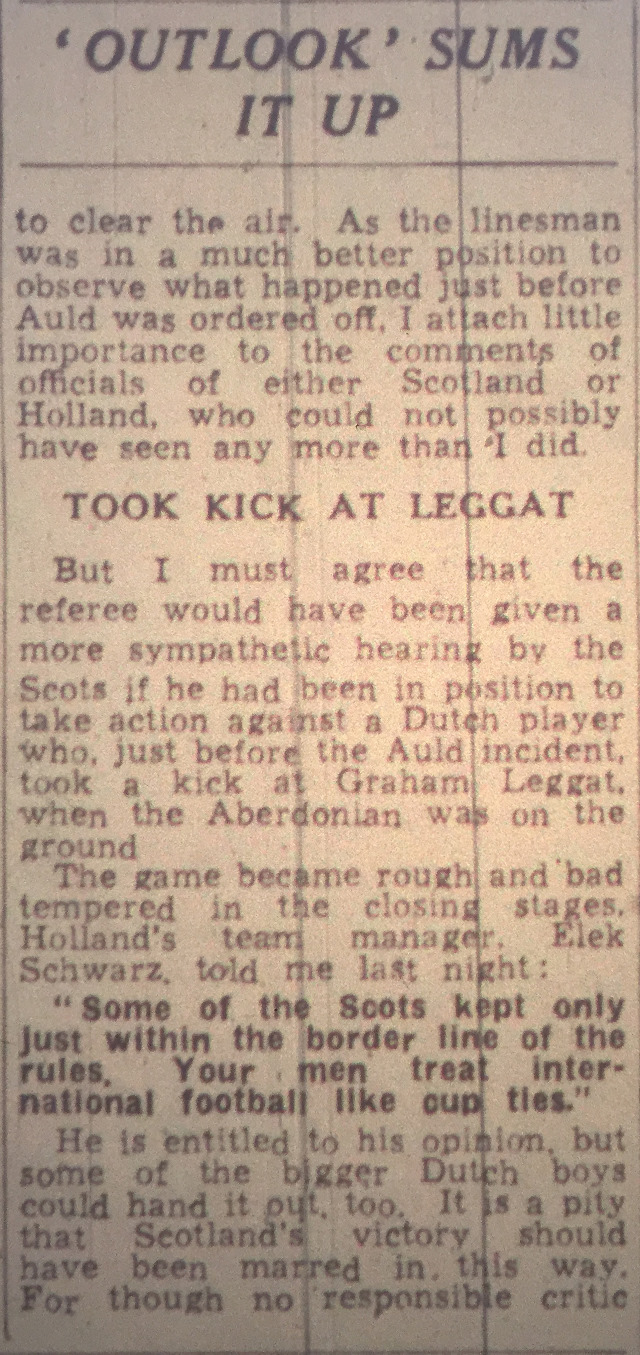 ‘OUTLOOK’ SUMS
IT UP
to clear the air. As the linesman
was in a much better position to
observe what happened just before
Auld was ordered off, I attach little
importance to the comments of
officials of either Scotland or
Holland, who could not possibly
have seen any more than I did.
TOOK KICK AT LEGGAT
But I must agree that the
referee would have been given a
more sympathetic hearing by the
Scots if he had been in position to
take action against a Dutch player
who, just before the Auld incident,
took a kick at Graham Leggat,
when the Aberdonian was on the
ground
The game became rough and bad
tempered in the closing stages.
Holland's team manager, Elek
Schwarz, told me last night:
"Some of the Scots kept only
just within the border line of the
rules. Your men treat inter-
national football like cup ties."
He is entitled to his opinion, but
some of the bigger Dutch boys
could hand it out, too. It is a pity
that Scotland's victory should
have been marred in this way.
For though no responsible critic